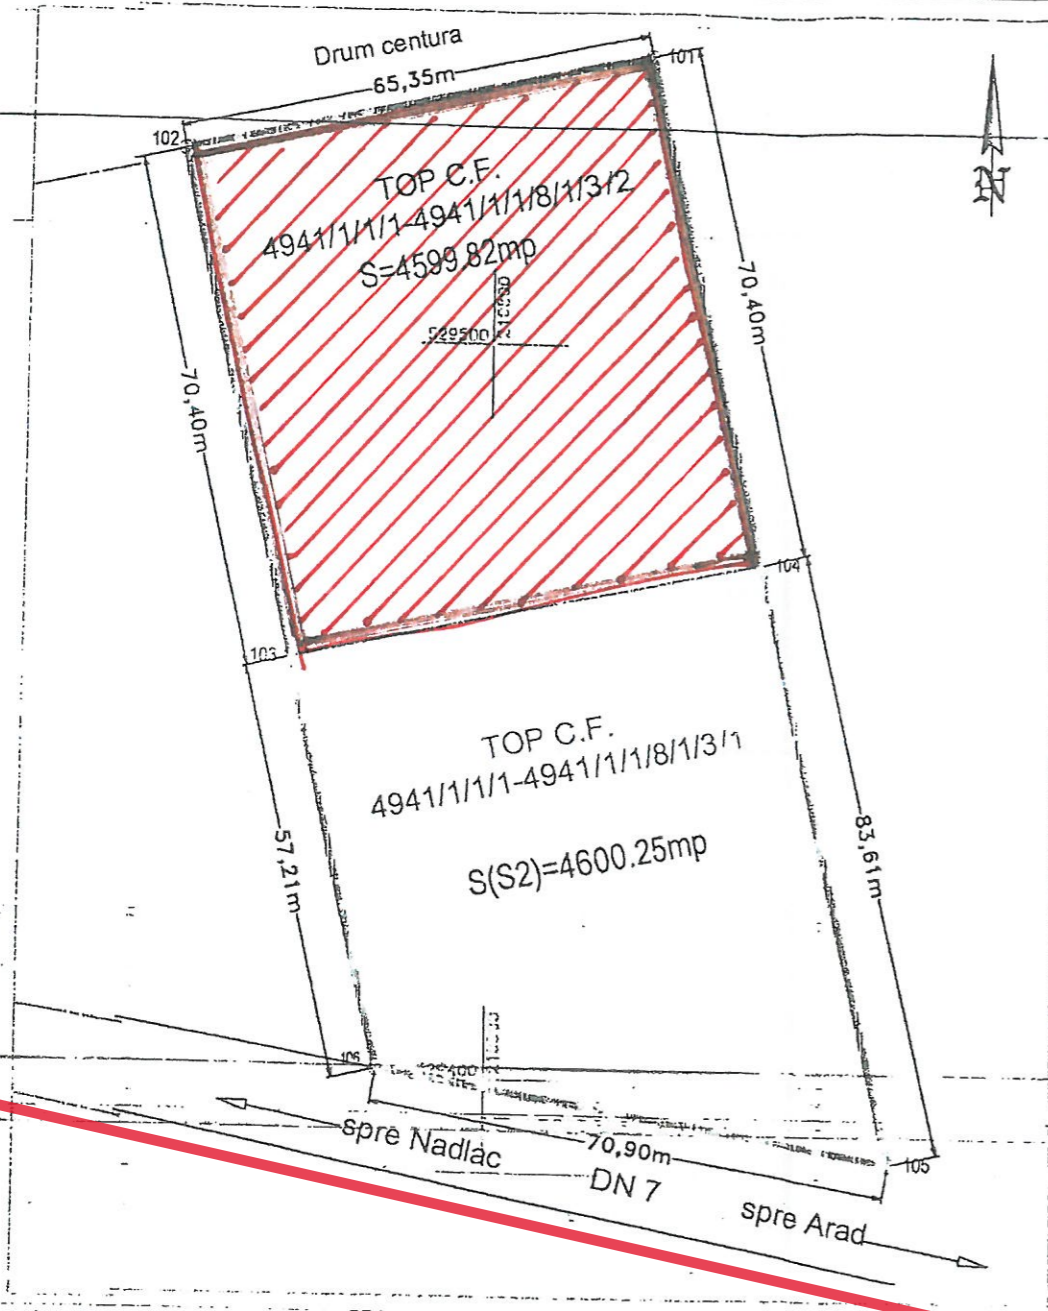 Drum centura
65,35m
101
102
TOP C.F.
4941/1/1/1-4941/1/1/8/1/3/2
S=4599.82mp
529500
70,40m
70,40m
104
103
TOP C.F.
4941/1/1/1-4941/1/1/8/1/3/1
S(S2)=4600.25mp
57,21m
83,61m
106
spre Nadlac
70,90m
105
DN 7
spre Arad